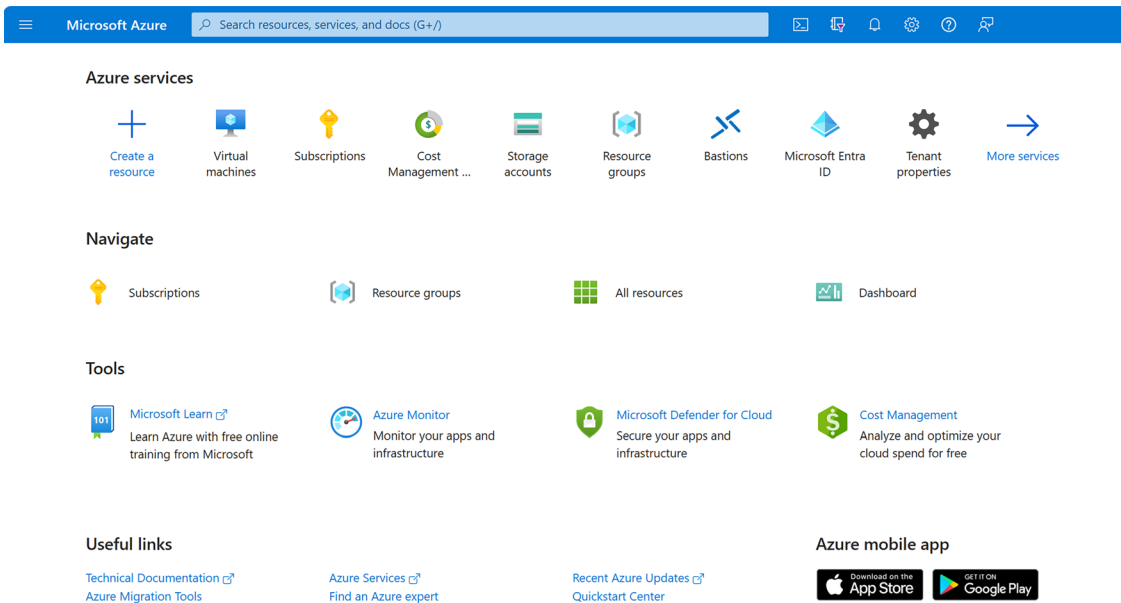 Microsoft Azure
Search resources, services, and docs (G+/)
Azure services
Create a
resource
Virtual
machines
Subscriptions
Cost
Management ...
Storage
accounts
Resource
groups
Bastions
Microsoft Entra
ID
Tenant
properties
More services
Navigate
Subscriptions
Resource groups
All resources
Dashboard
Tools
101
Microsoft Learn
Learn Azure with free online
training from Microsoft
Azure Monitor
Monitor your apps and
infrastructure
Microsoft Defender for Cloud
Secure your apps and
infrastructure
Cost Management
Analyze and optimize your
cloud spend for free
Useful links
Technical Documentation
Azure Migration Tools
Azure Services
Find an Azure expert
Recent Azure Updates
Quickstart Center
Azure mobile app
Download on the
App Store
GET IT ON
Google Play